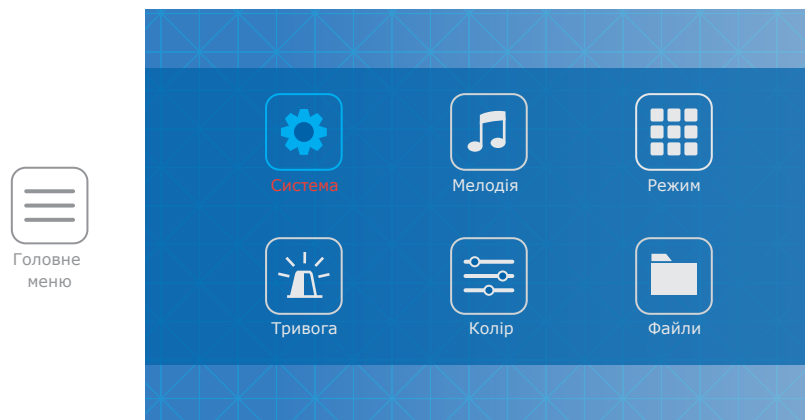 Система
Мелодія
Режим
Головне
меню
Тривога
Колір
Файли